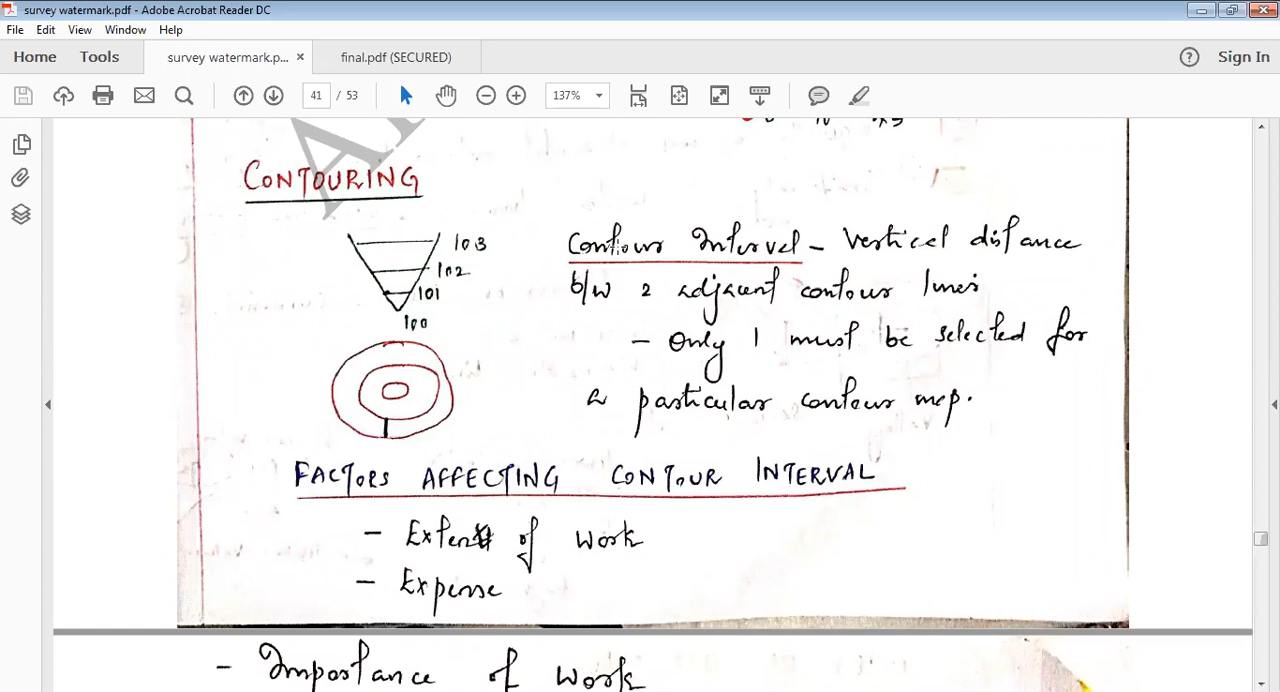 survey watermark.pdf - Adobe Acrobat Reader DC
File Edit View Window Help
Home Tools survey watermark.p... × final.pdf (SECURED) Sign In
41 / 53 137%
CONTOURING
103
102
101
100
Contour Interval - Vertical distance
b/w 2 adjacent contour lines
- Only 1 must be selected for
a particular contour map.
FACTORS AFFECTING CONTOUR INTERVAL
- Extent of work
- Expense
- Importance of work